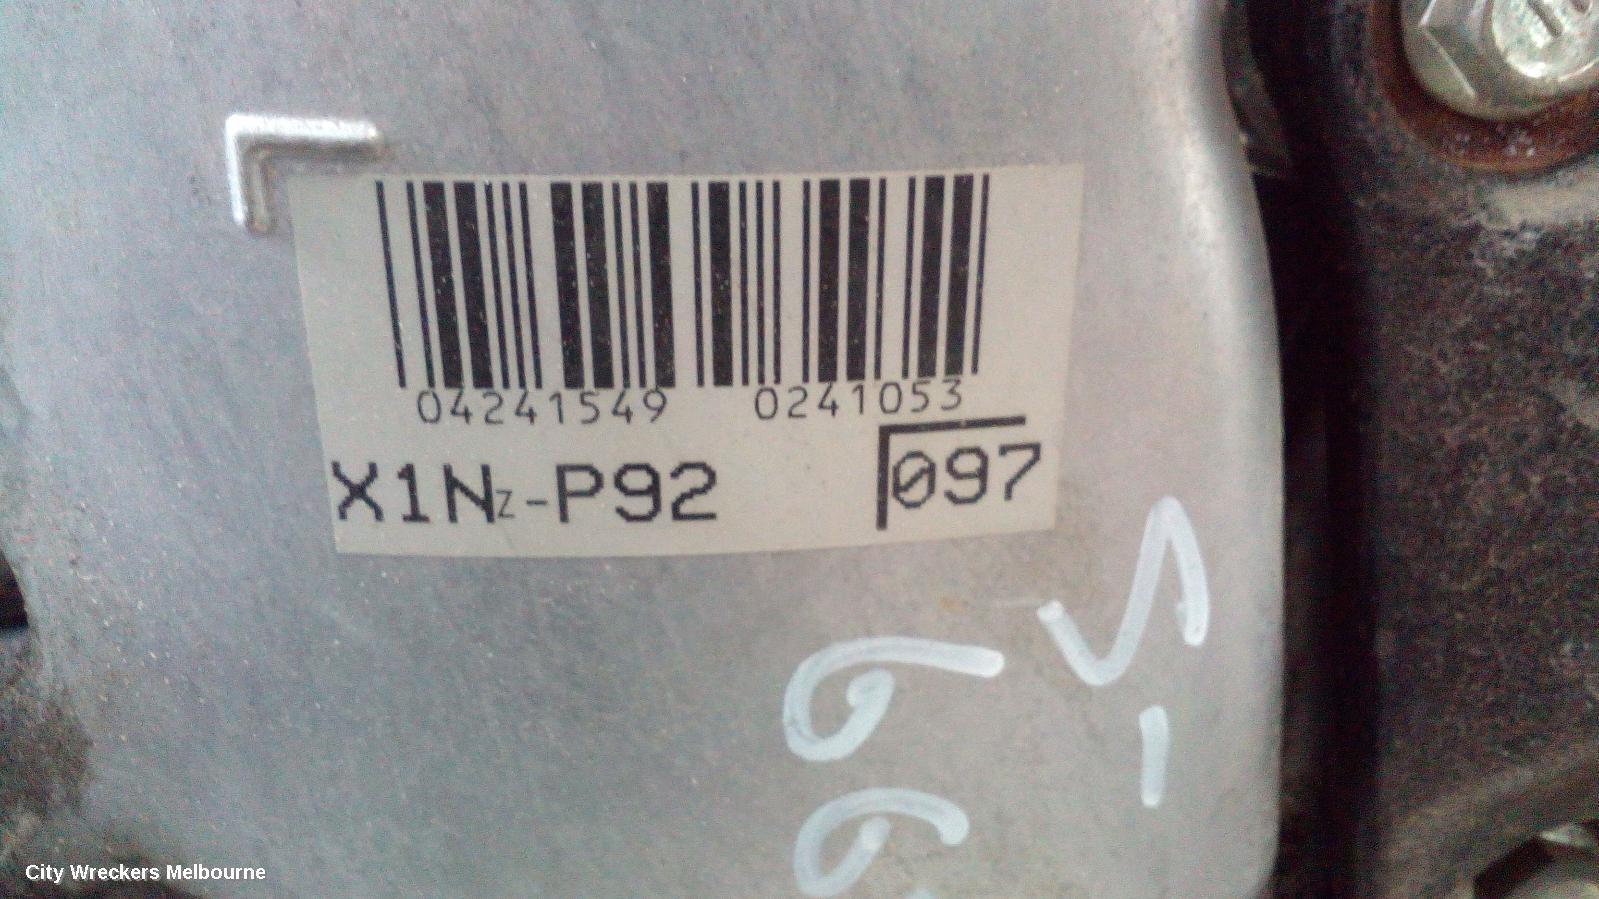 04241549 0241053
X1NZ-P92 097
City Wreckers Melbourne